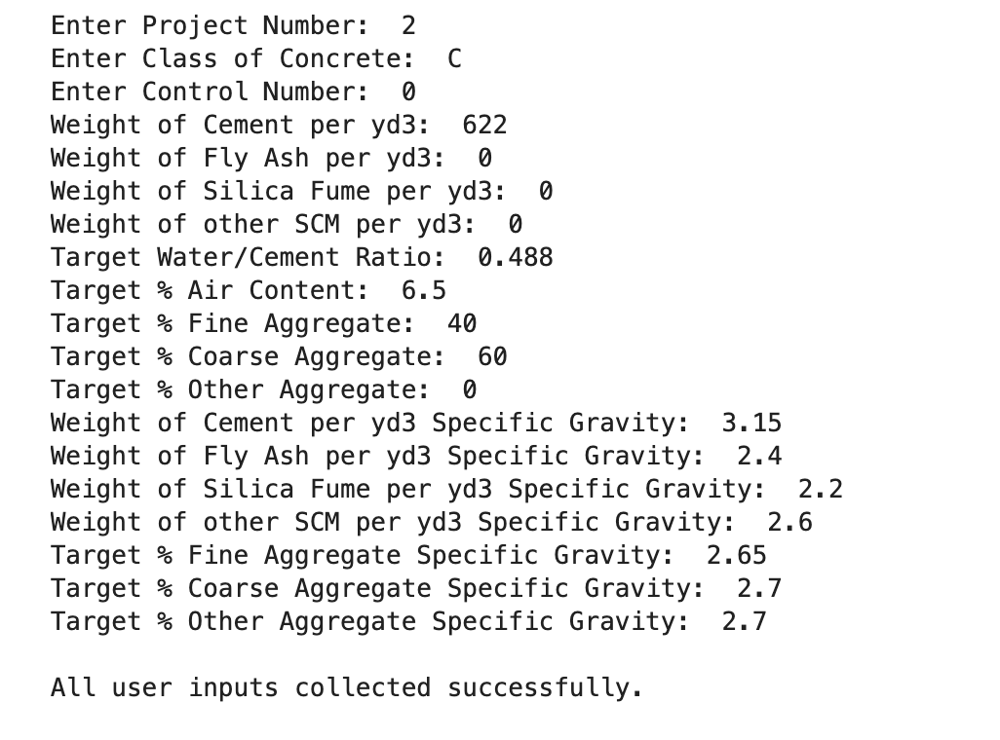 Enter Project Number:  2
Enter Class of Concrete:  C
Enter Control Number:  0
Weight of Cement per yd3:  622
Weight of Fly Ash per yd3:  0
Weight of Silica Fume per yd3:  0
Weight of other SCM per yd3:  0
Target Water/Cement Ratio:  0.488
Target % Air Content:  6.5
Target % Fine Aggregate:  40
Target % Coarse Aggregate:  60
Target % Other Aggregate:  0
Weight of Cement per yd3 Specific Gravity:  3.15
Weight of Fly Ash per yd3 Specific Gravity:  2.4
Weight of Silica Fume per yd3 Specific Gravity:  2.2
Weight of other SCM per yd3 Specific Gravity:  2.6
Target % Fine Aggregate Specific Gravity:  2.65
Target % Coarse Aggregate Specific Gravity:  2.7
Target % Other Aggregate Specific Gravity:  2.7
All user inputs collected successfully.